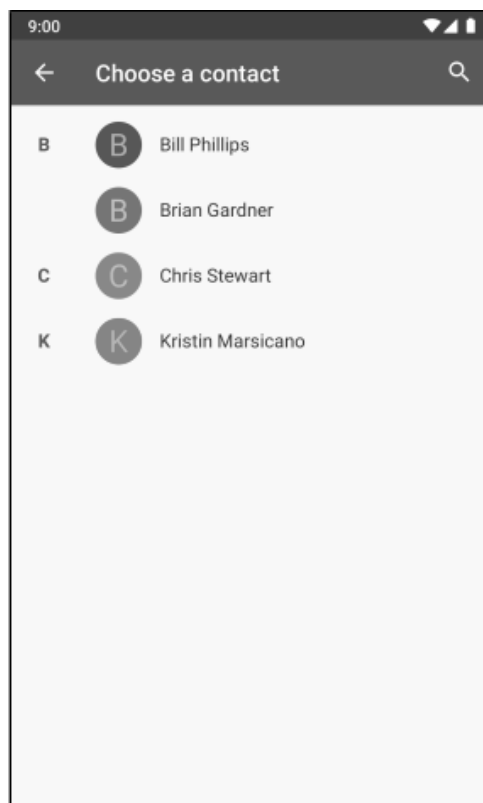 9:00
Choose a contact
B B Bill Phillips
B Brian Gardner
C C Chris Stewart
K K Kristin Marsicano